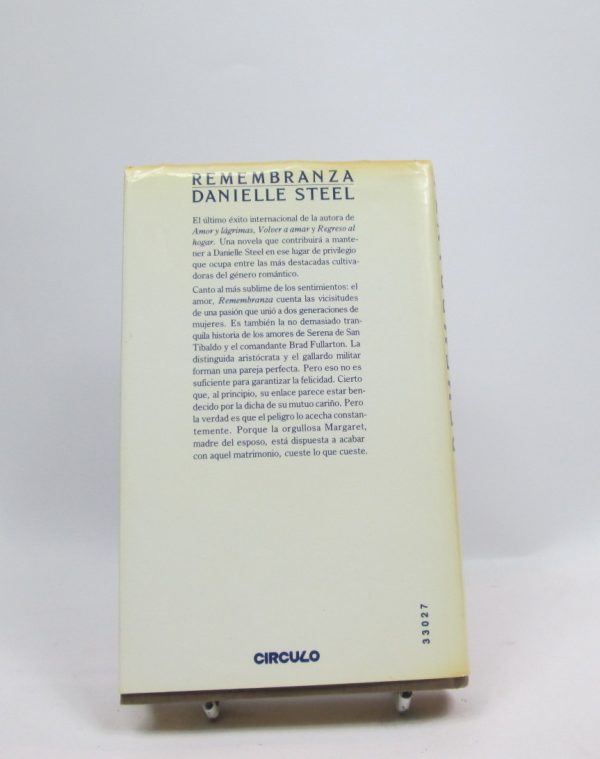 REMEMBRANZA
DANIELLE STEEL
El último éxito internacional de la autora de
Amor y lágrimas, Volver a amar y Regreso al
hogar. Una novela que contribuirá a mante-
ner a Danielle Steel en ese lugar de privilegio
que ocupa entre las más destacadas cultiva-
doras del género romántico.
Canto al más sublime de los sentimientos: el
amor, Remembranza cuenta las vicisitudes
de una pasión que unió a dos generaciones de
mujeres. Es también la no demasiado tran-
quila historia de los amores de Serena de San
Tibaldo y el comandante Brad Fullarton. La
distinguida aristócrata y el gallardo militar
forman una pareja perfecta. Pero eso no es
suficiente para garantizar la felicidad. Cierto
que, al principio, su enlace parece estar ben-
decido por la dicha de su mutuo cariño. Pero
la verdad es que el peligro lo acecha constan-
temente. Porque la orgullosa Margaret,
madre del esposo, está dispuesta a acabar
con aquel matrimonio, cueste lo que cueste.
33027
CIRCULO